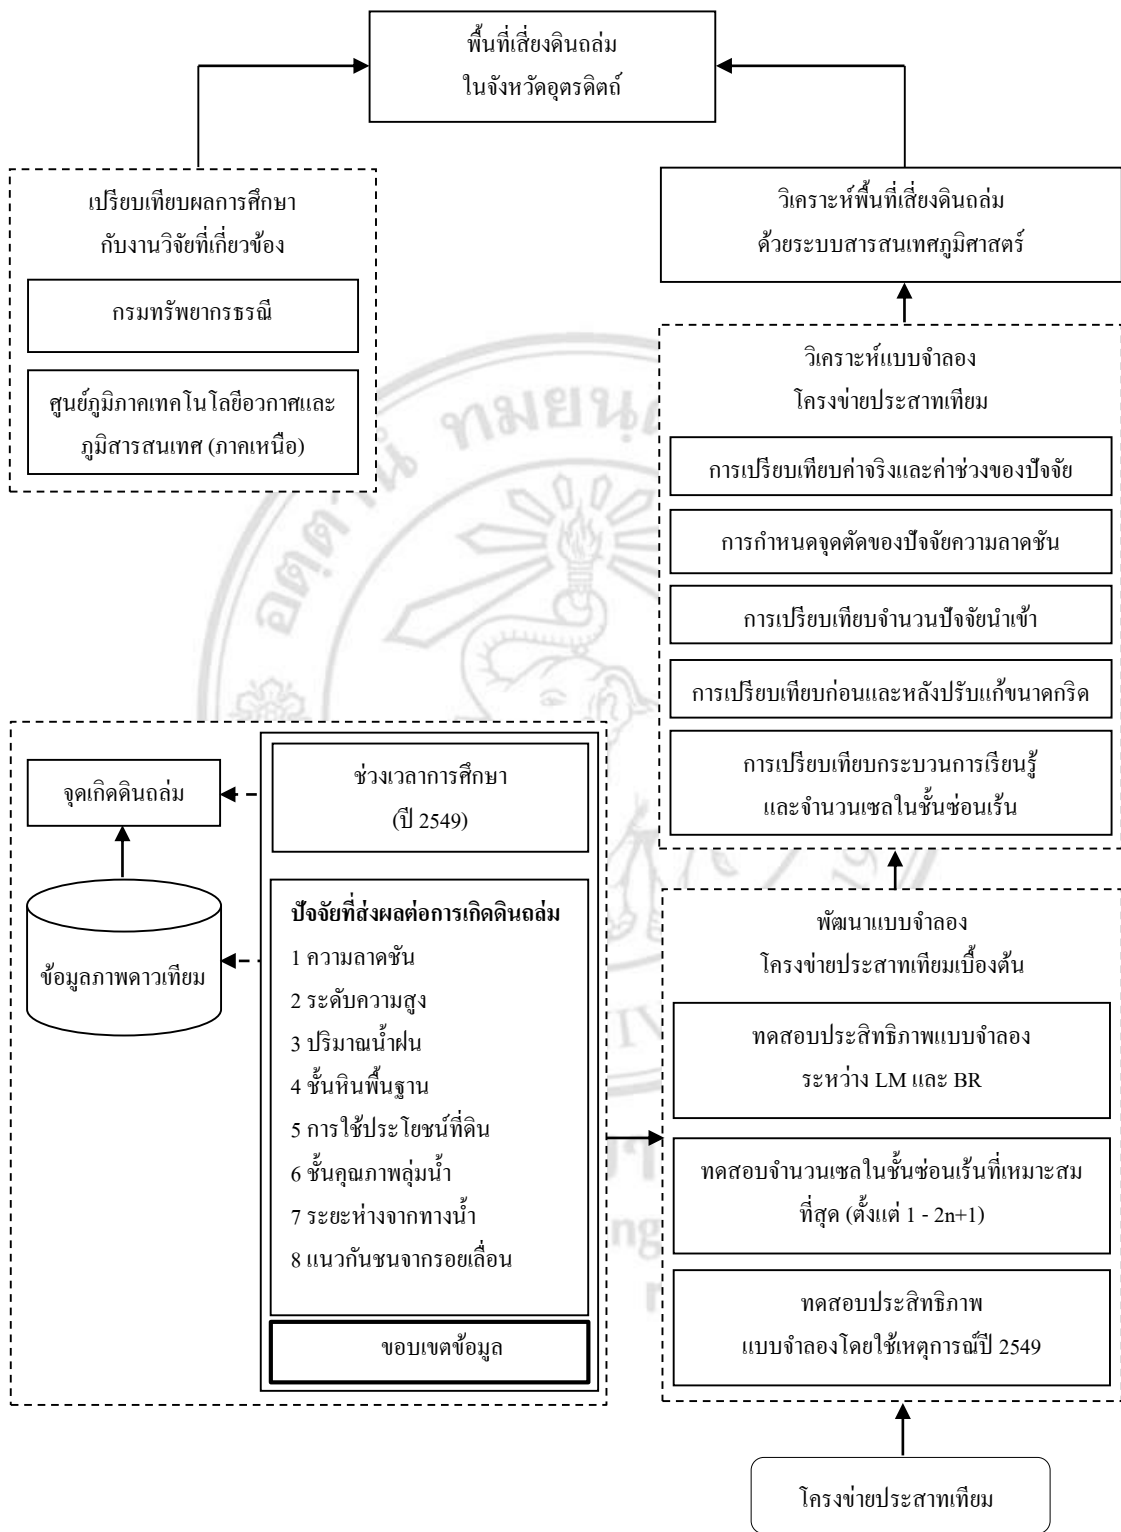 พื้นที่เสี่ยงดินถล่ม
ในจังหวัดอุตรดิตถ์
เปรียบเทียบผลการศึกษา
กับงานวิจัยที่เกี่ยวข้อง
กรมทรัพยากรธรณี
ศูนย์ภูมิภาคเทคโนโลยีอวกาศและ
ภูมิสารสนเทศ (ภาคเหนือ)
วิเคราะห์พื้นที่เสี่ยงดินถล่ม
ด้วยระบบสารสนเทศภูมิศาสตร์
วิเคราะห์แบบจำลอง
โครงข่ายประสาทเทียม
การเปรียบเทียบค่าจริงและค่าช่วงของปัจจัย
การกำหนดจุดตัดของปัจจัยความลาดชัน
การเปรียบเทียบจำนวนปัจจัยนำเข้า
การเปรียบเทียบก่อนและหลังปรับแก้ขนาดกริด
การเปรียบเทียบกระบวนการเรียนรู้
และจำนวนเซลในชั้นซ่อนเร้น
จุดเกิดดินถล่ม
ข้อมูลภาพดาวเทียม
ช่วงเวลาการศึกษา
(ปี 2549)
ปัจจัยที่ส่งผลต่อการเกิดดินถล่ม
1 ความลาดชัน
2 ระดับความสูง
3 ปริมาณน้ำฝน
4 ชั้นหินพื้นฐาน
5 การใช้ประโยชน์ที่ดิน
6 ชั้นคุณภาพลุ่มน้ำ
7 ระยะห่างจากทางน้ำ
8 แนวกันชนจากรอยเลื่อน
ขอบเขตข้อมูล
พัฒนาแบบจำลอง
โครงข่ายประสาทเทียมเบื้องต้น
ทดสอบประสิทธิภาพแบบจำลอง
ระหว่าง LM และ BR
ทดสอบจำนวนเซลในชั้นซ่อนเร้นที่เหมาะสม
ที่สุด (ตั้งแต่ 1 - 2n+1)
ทดสอบประสิทธิภาพ
แบบจำลองโดยใช้เหตุการณ์ปี 2549
โครงข่ายประสาทเทียม